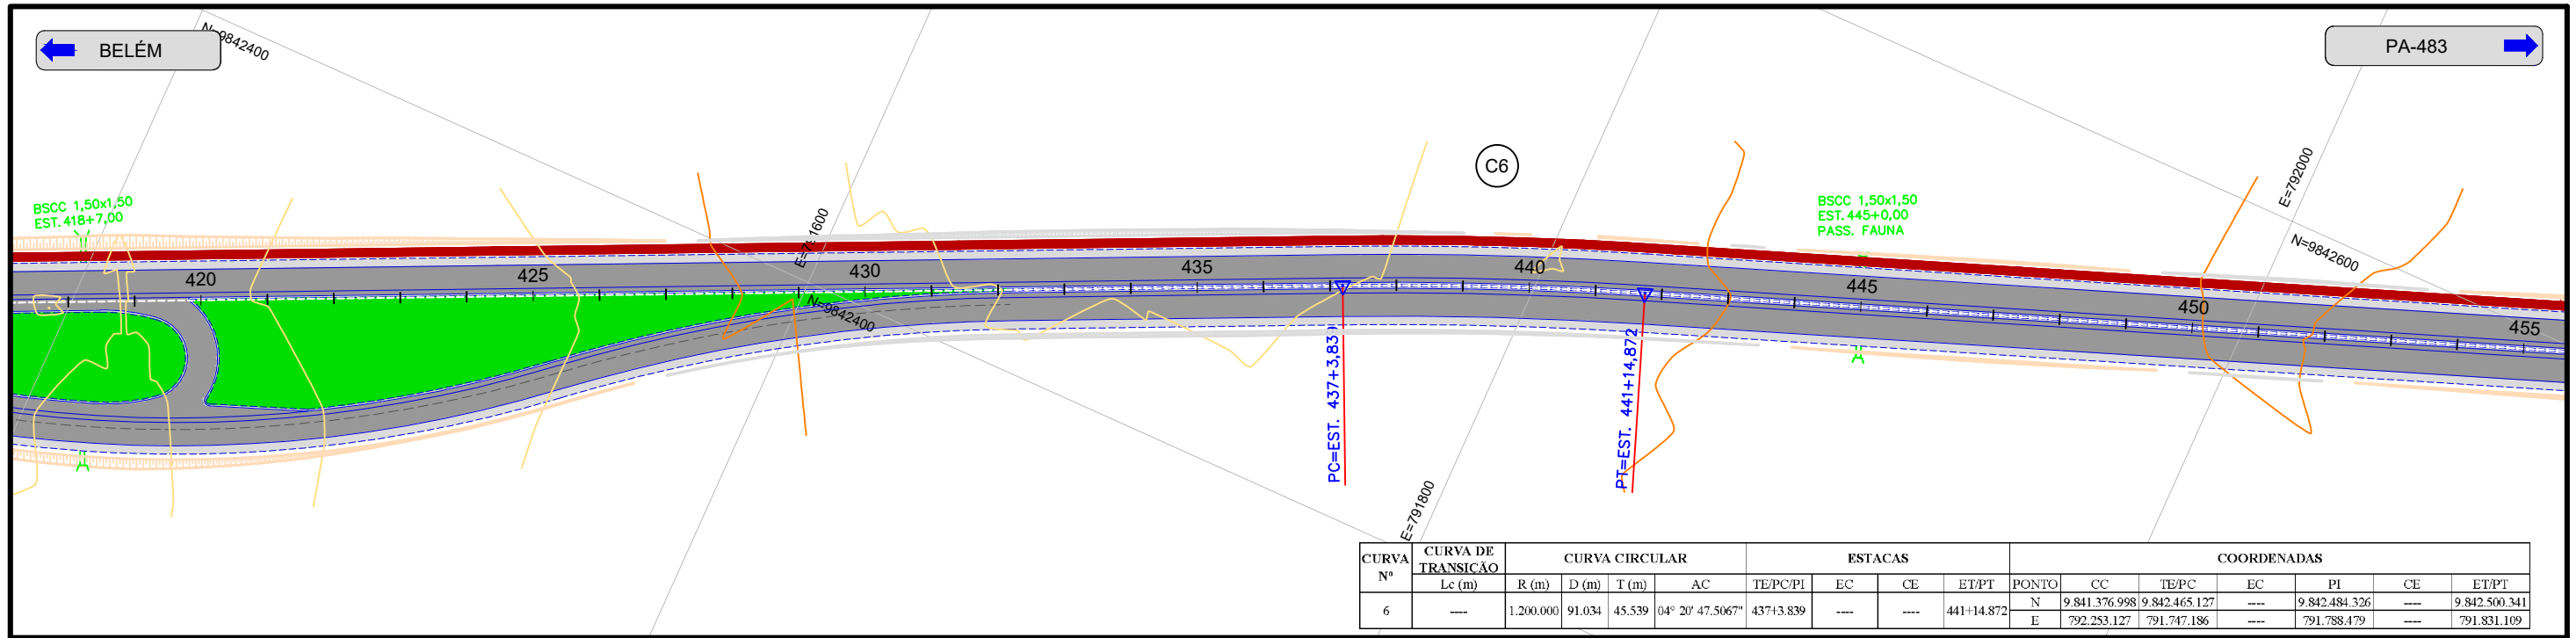 BELÉM
PA-483
N=9842400
E=792000
N=9842600
C6
BSCC 1,50x1,50
EST. 418+7,00
BSCC 1,50x1,50
EST. 445+0,00
PASS. FAUNA
E=791600
N=9842400
420
425
430
435
440
445
450
455
PC=EST. 437+3,839
PT=EST. 441+14,872
E=791800
CURVA Nº CURVA DE TRANSIÇÃO CURVA CIRCULAR ESTACAS COORDENADAS
Lc (m) R (m) D (m) T (m) AC TE/PC/PI EC CE ET/PT PONTO CC TE/PC EC PI CE ET/PT
6 ---- 1.200.000 91.034 45.539 04° 20' 47.5067" 437+3.839 ---- ---- 441+14.872 N 9.841.376.998 9.842.465.127 ---- 9.842.484.326 ---- 9.842.500.341
E 792.253.127 791.747.186 ---- 791.788.479 ---- 791.831.109